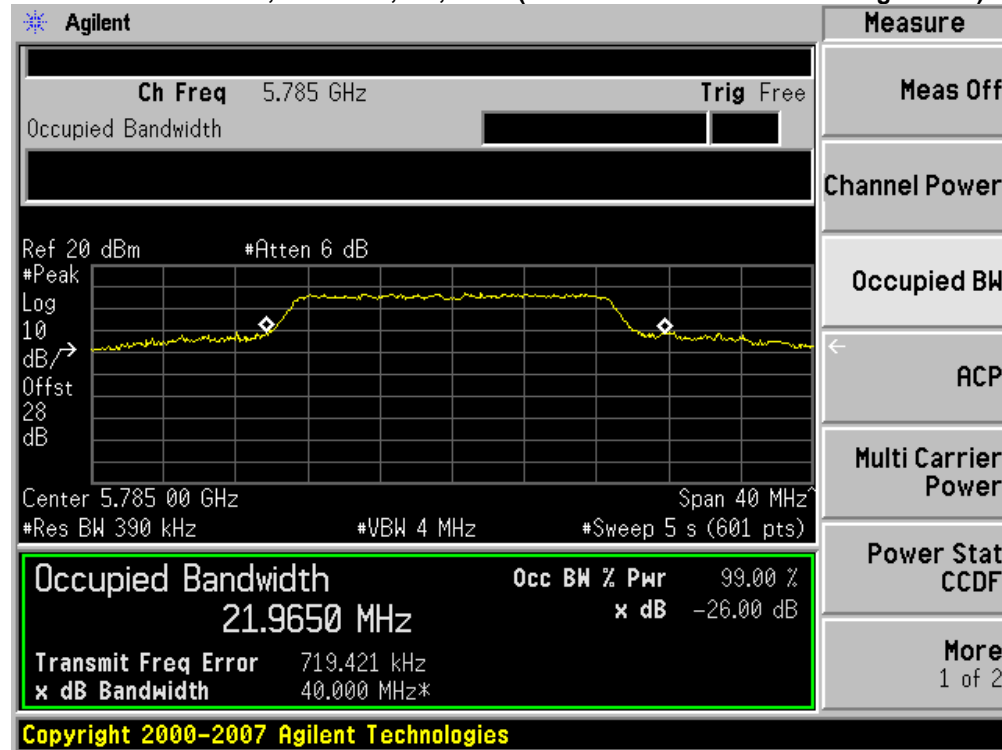 Agilent
Measure
Ch Freq 5.785 GHz Trig Free
Occupied Bandwidth
Meas Off
Channel Power
Occupied BW
ACP
Multi Carrier
Power
Power Stat
CCDF
More
1 of 2
Ref 20 dBm #Atten 6 dB
#Peak
Log
10
dB/
Offst
28
dB
Center 5.785 00 GHz Span 40 MHz^
#Res BW 390 kHz #VBW 4 MHz #Sweep 5 s (601 pts)
Occupied Bandwidth Occ BW % Pwr 99.00 %
21.9650 MHz x dB -26.00 dB
Transmit Freq Error 719.421 kHz
x dB Bandwidth 40.000 MHz*
Copyright 2000-2007 Agilent Technologies